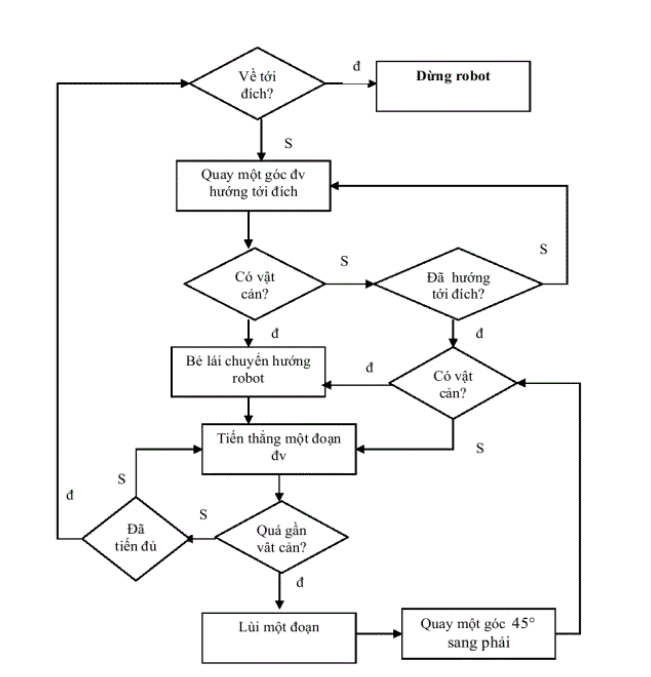 Về tới
đích?
đ
Dừng robot
S
Quay một góc đv
hướng tới đích
S
S
Có vật
cản?
Đã hướng
tới đích?
đ
đ
Bẻ lái chuyển hướng
robot
đ
Có vật
cản?
Tiến thẳng một đoạn
đv
S
S
đ
S
Đã
tiến đủ
Quá gần
vât cản?
đ
Lùi một đoạn
Quay một góc 45°
sang phải